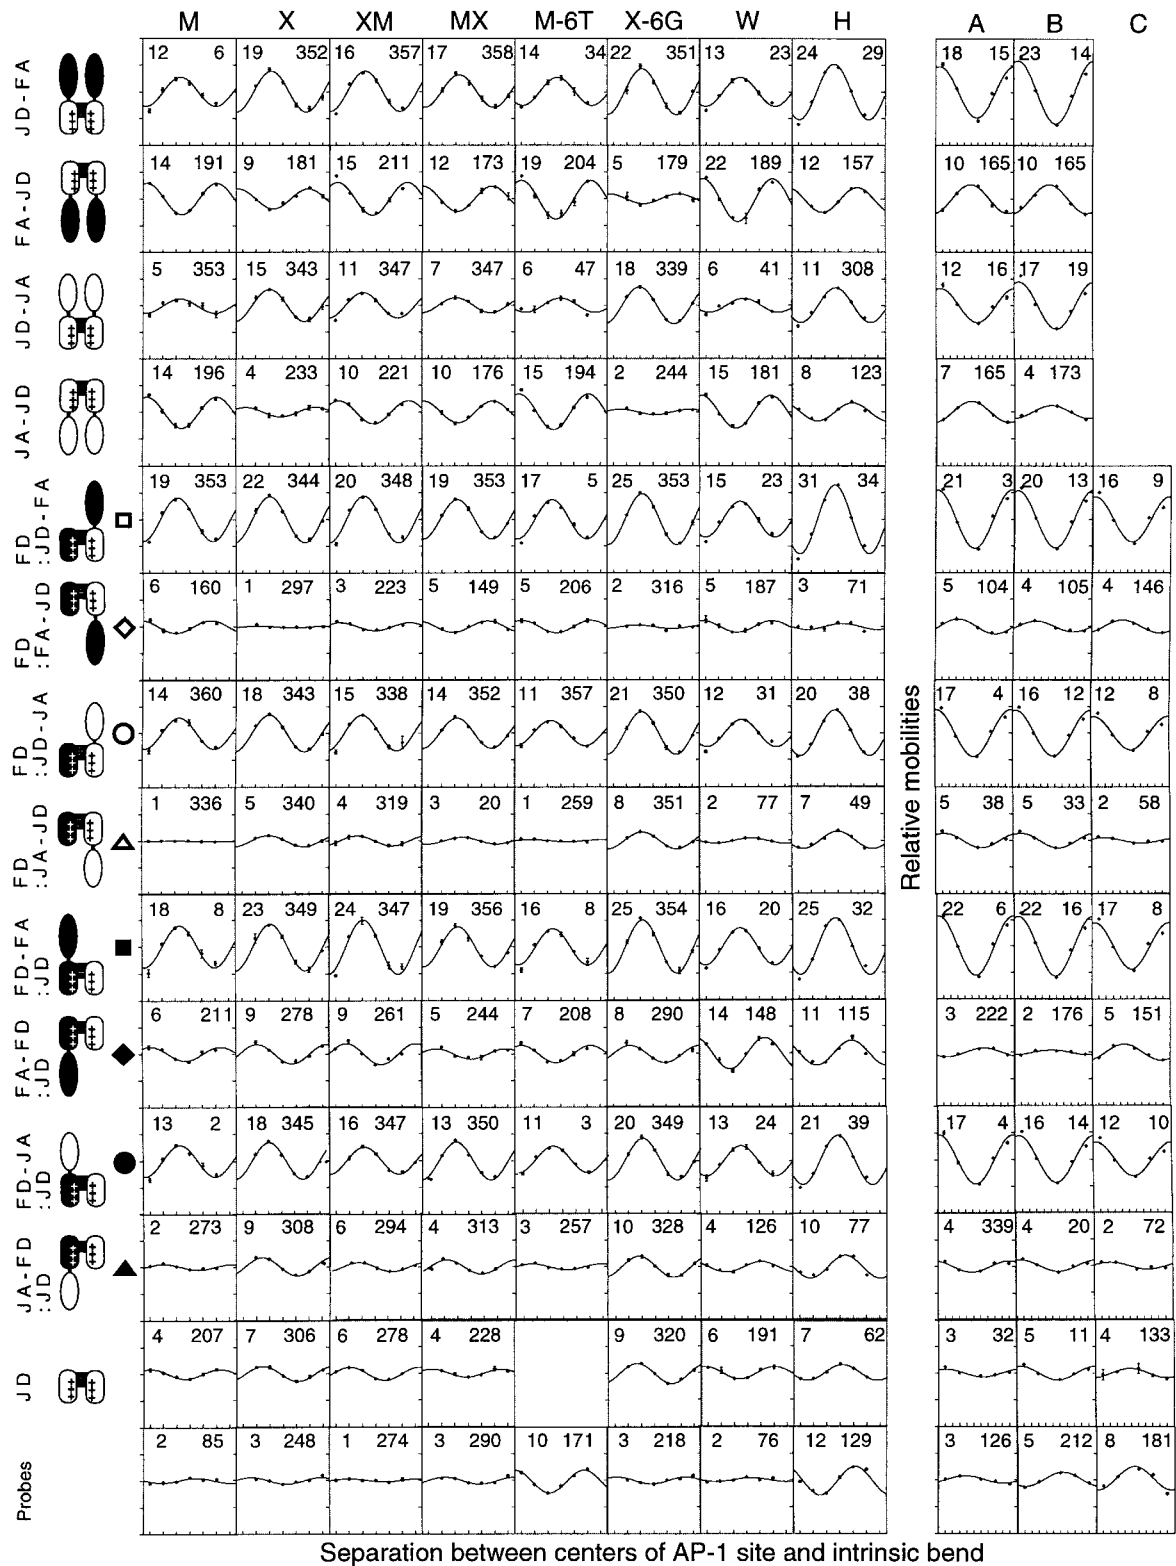 M X XM MX M-6T X-6G W H A B C
JD-FA 12 6 19 352 16 357 17 358 14 34 22 351 13 23 24 29 18 15 23 14
FA-JD 14 191 9 181 15 211 12 173 19 204 5 179 22 189 12 157 10 165 10 165
JD-JA 5 353 15 343 11 347 7 347 6 47 18 339 6 41 11 308 12 16 17 19
JA-JD 14 196 4 233 10 221 10 176 15 194 2 244 15 181 8 123 7 165 4 173
FD :JD-FA 19 353 22 344 20 348 19 353 17 5 25 353 15 23 31 34 21 3 20 13 16 9
FD :FA-JD 6 160 1 297 3 223 5 149 5 206 2 316 5 187 3 71 5 104 4 105 4 146
FD :JD-JA 14 360 18 343 15 338 14 352 11 357 21 350 12 31 20 38 17 4 16 12 12 8
FD :JA-JD 1 336 5 340 4 319 3 20 1 259 8 351 2 77 7 49 5 38 5 33 2 58
FD-FA :JD 18 8 23 349 24 347 19 356 16 8 25 354 16 20 25 32 22 6 22 16 17 8
FA-FD :JD 6 211 9 278 9 261 5 244 7 208 8 290 14 148 11 115 3 222 2 176 5 151
FD-JA :JD 13 2 18 345 16 347 13 350 11 3 20 349 13 24 21 39 17 4 16 14 12 10
JA-FD :JD 2 273 9 308 6 294 4 313 3 257 10 328 4 126 10 77 4 339 4 20 2 72
JD 4 207 7 306 6 278 4 228 9 320 6 191 7 62 3 32 5 11 4 133
Probes 2 85 3 248 1 274 3 290 10 171 3 218 2 76 12 129 3 126 5 212 8 181
Relative mobilities
Separation between centers of AP-1 site and intrinsic bend